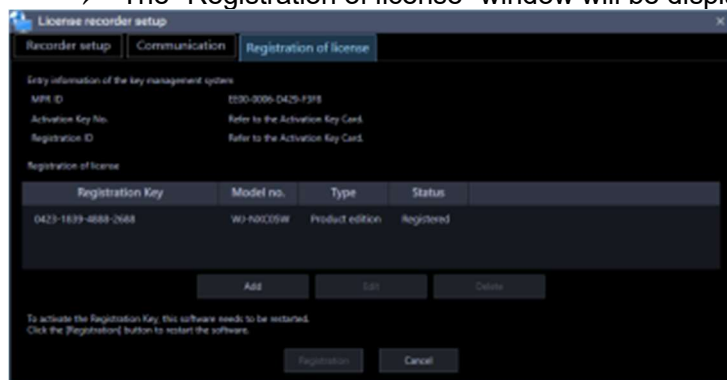 The "Registration of license" window will be displa
License recorder setup
Recorder setup Communication Registration of license
Entry information of the key management system
MPR ID EE00-0006-D429-F3F8
Activation Key No. Refer to the Activation Key Card.
Registration ID Refer to the Activation Key Card.
Registration of license
Registration Key Model no. Type Status
0423-1839-4888-2688 WJ-NXC05W Product edition Registered
Add Edit Delete
To activate the Registration Key, this software needs to be restarted.
Click the [Registration] button to restart the software.
Registration Cancel